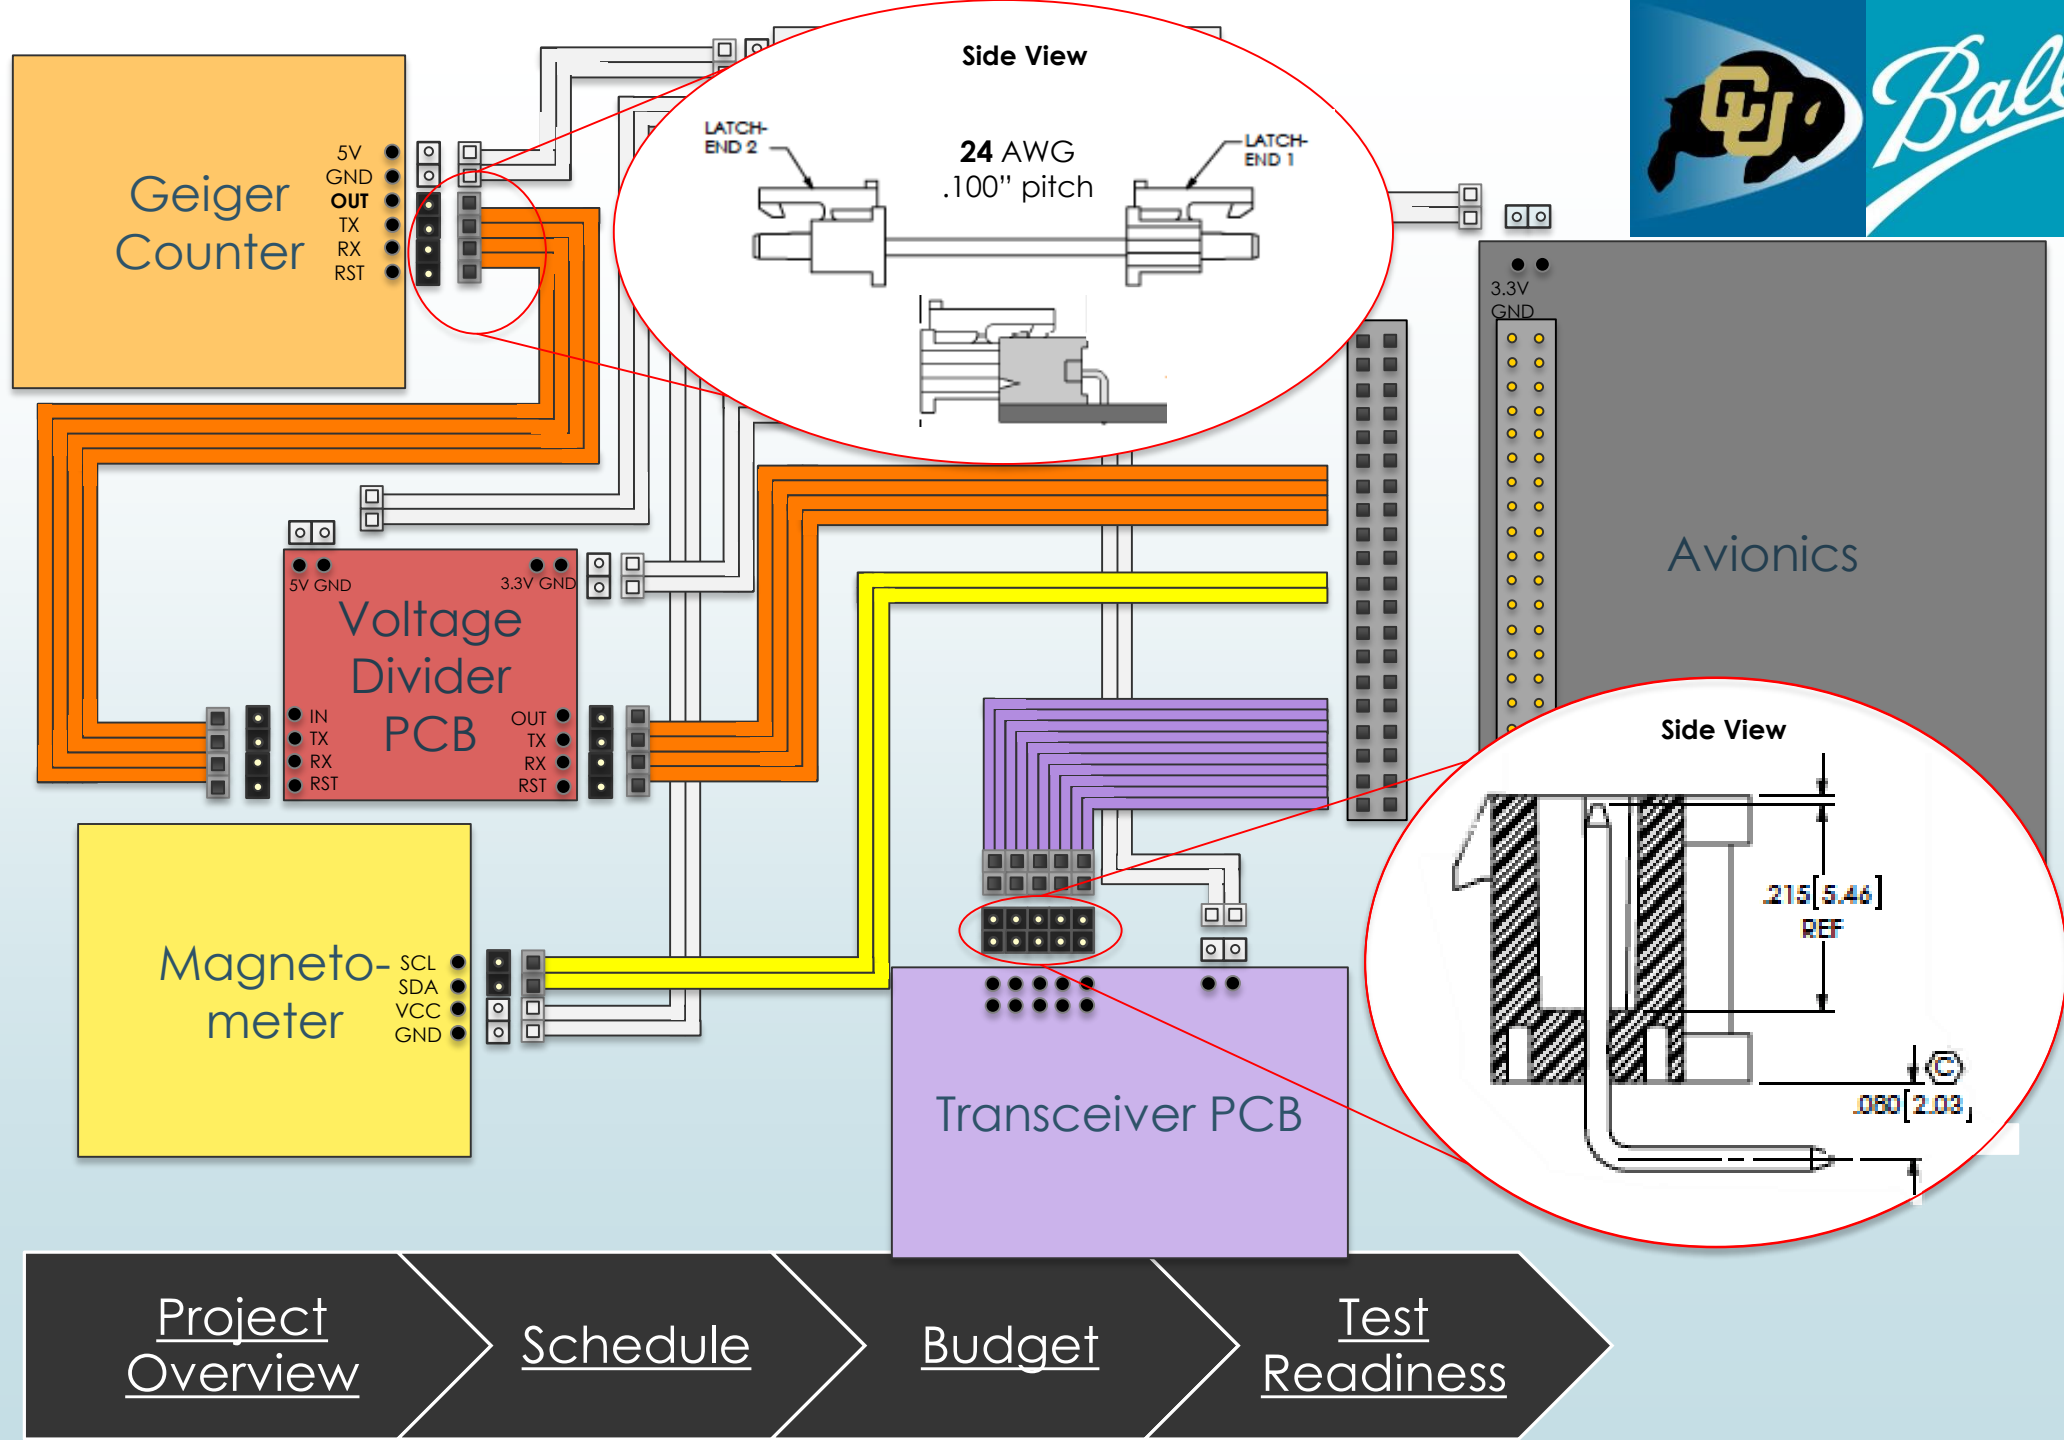 Side View
LATCH-
END 2
24 AWG
.100” pitch
LATCH-
END 1
CU
Geiger
Counter
5V
GND
OUT
TX
RX
RST
3.3V
GND
Avionics
5V GND
3.3V GND
Voltage
Divider
PCB
IN
TX
RX
RST
OUT
TX
RX
RST
Magneto-
meter
SCL
SDA
VCC
GND
Transceiver PCB
Side View
.215[5.46]
REF
C
.080[2.03]
Project
Overview
Schedule
Budget
Test
Readiness